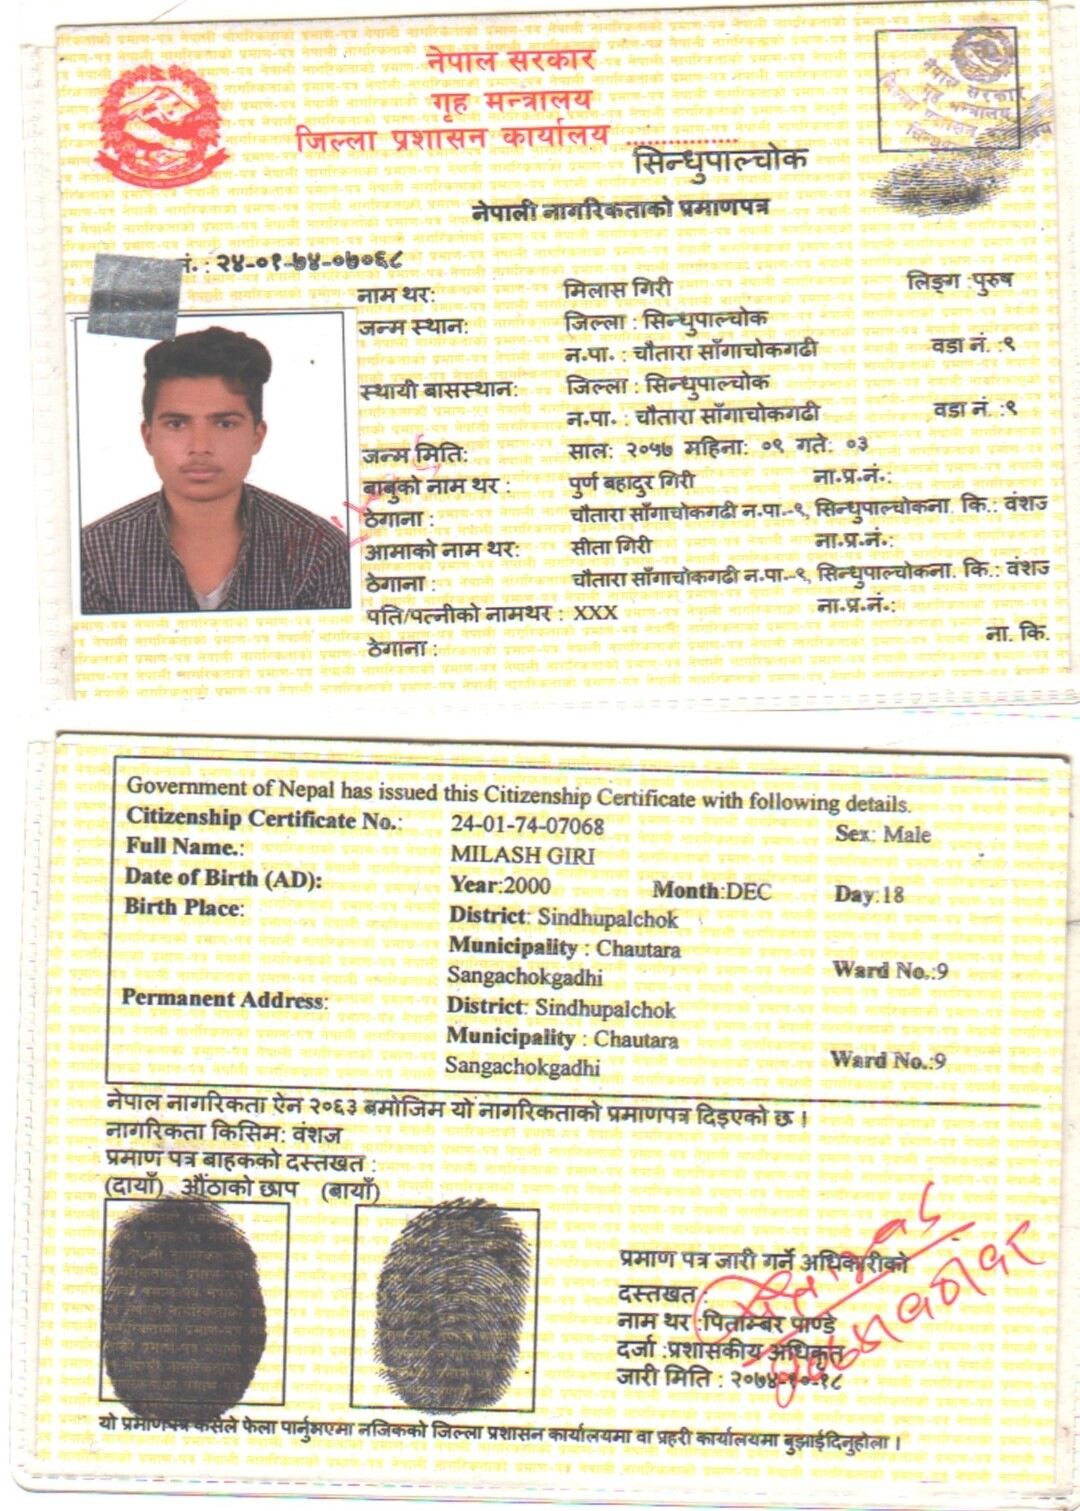 नेपाल सरकार
गृह मन्त्रालय
जिल्ला प्रशासन कार्यालय ................
सिन्धुपाल्चोक
नेपाली नागरिकताको प्रमाणपत्र
नं. : २४-०१-७४-०७०६८
नाम थर: मिलास गिरी लिङ्ग :पुरुष
जन्म स्थान: जिल्ला : सिन्धुपाल्चोक
न.पा. : चौतारा साँगाचोकगढी वडा नं. :९
स्थायी बासस्थान: जिल्ला : सिन्धुपाल्चोक
न.पा. : चौतारा साँगाचोकगढी वडा नं. :९
जन्म मिति: साल: २०५७ महिना: ०९ गते: ०३
बाबुको नाम थर : पुर्ण बहादुर गिरी ना.प्र.नं.:
ठेगाना : चौतारा साँगाचोकगढी न.पा.-९, सिन्धुपाल्चोकना. कि.: वंशज
आमाको नाम थर: सीता गिरी ना.प्र.नं.:
ठेगाना : चौतारा साँगाचोकगढी न.पा.-९, सिन्धुपाल्चोकना. कि.: वंशज
पति/पत्नीको नामथर : XXX ना.प्र.नं.:
ठेगाना : ना. कि.
Government of Nepal has issued this Citizenship Certificate with following details.
Citizenship Certificate No.: 24-01-74-07068 Sex: Male
Full Name.: MILASH GIRI
Date of Birth (AD): Year:2000 Month:DEC Day:18
Birth Place: District: Sindhupalchok
Municipality : Chautara
Sangachokgadhi Ward No.:9
Permanent Address: District: Sindhupalchok
Municipality : Chautara
Sangachokgadhi Ward No.:9
नेपाल नागरिकता ऐन २०६३ बमोजिम यो नागरिकताको प्रमाणपत्र दिइएको छ ।
नागरिकता किसिम: वंशज
प्रमाण पत्र बाहकको दस्तखत :
(दायाँ) औंठाको छाप (बायाँ)
प्रमाण पत्र जारी गर्ने अधिकारीको
दस्तखत :
नाम थर :पिताम्बर पाण्डे
दर्जा :प्रशासकीय अधिकृत
जारी मिति : २०७४-१०-१८
यो प्रमाणपत्र कसैले फेला पार्नुभएमा नजिकको जिल्ला प्रशासन कार्यालयमा वा प्रहरी कार्यालयमा बुझाईदिनुहोला ।